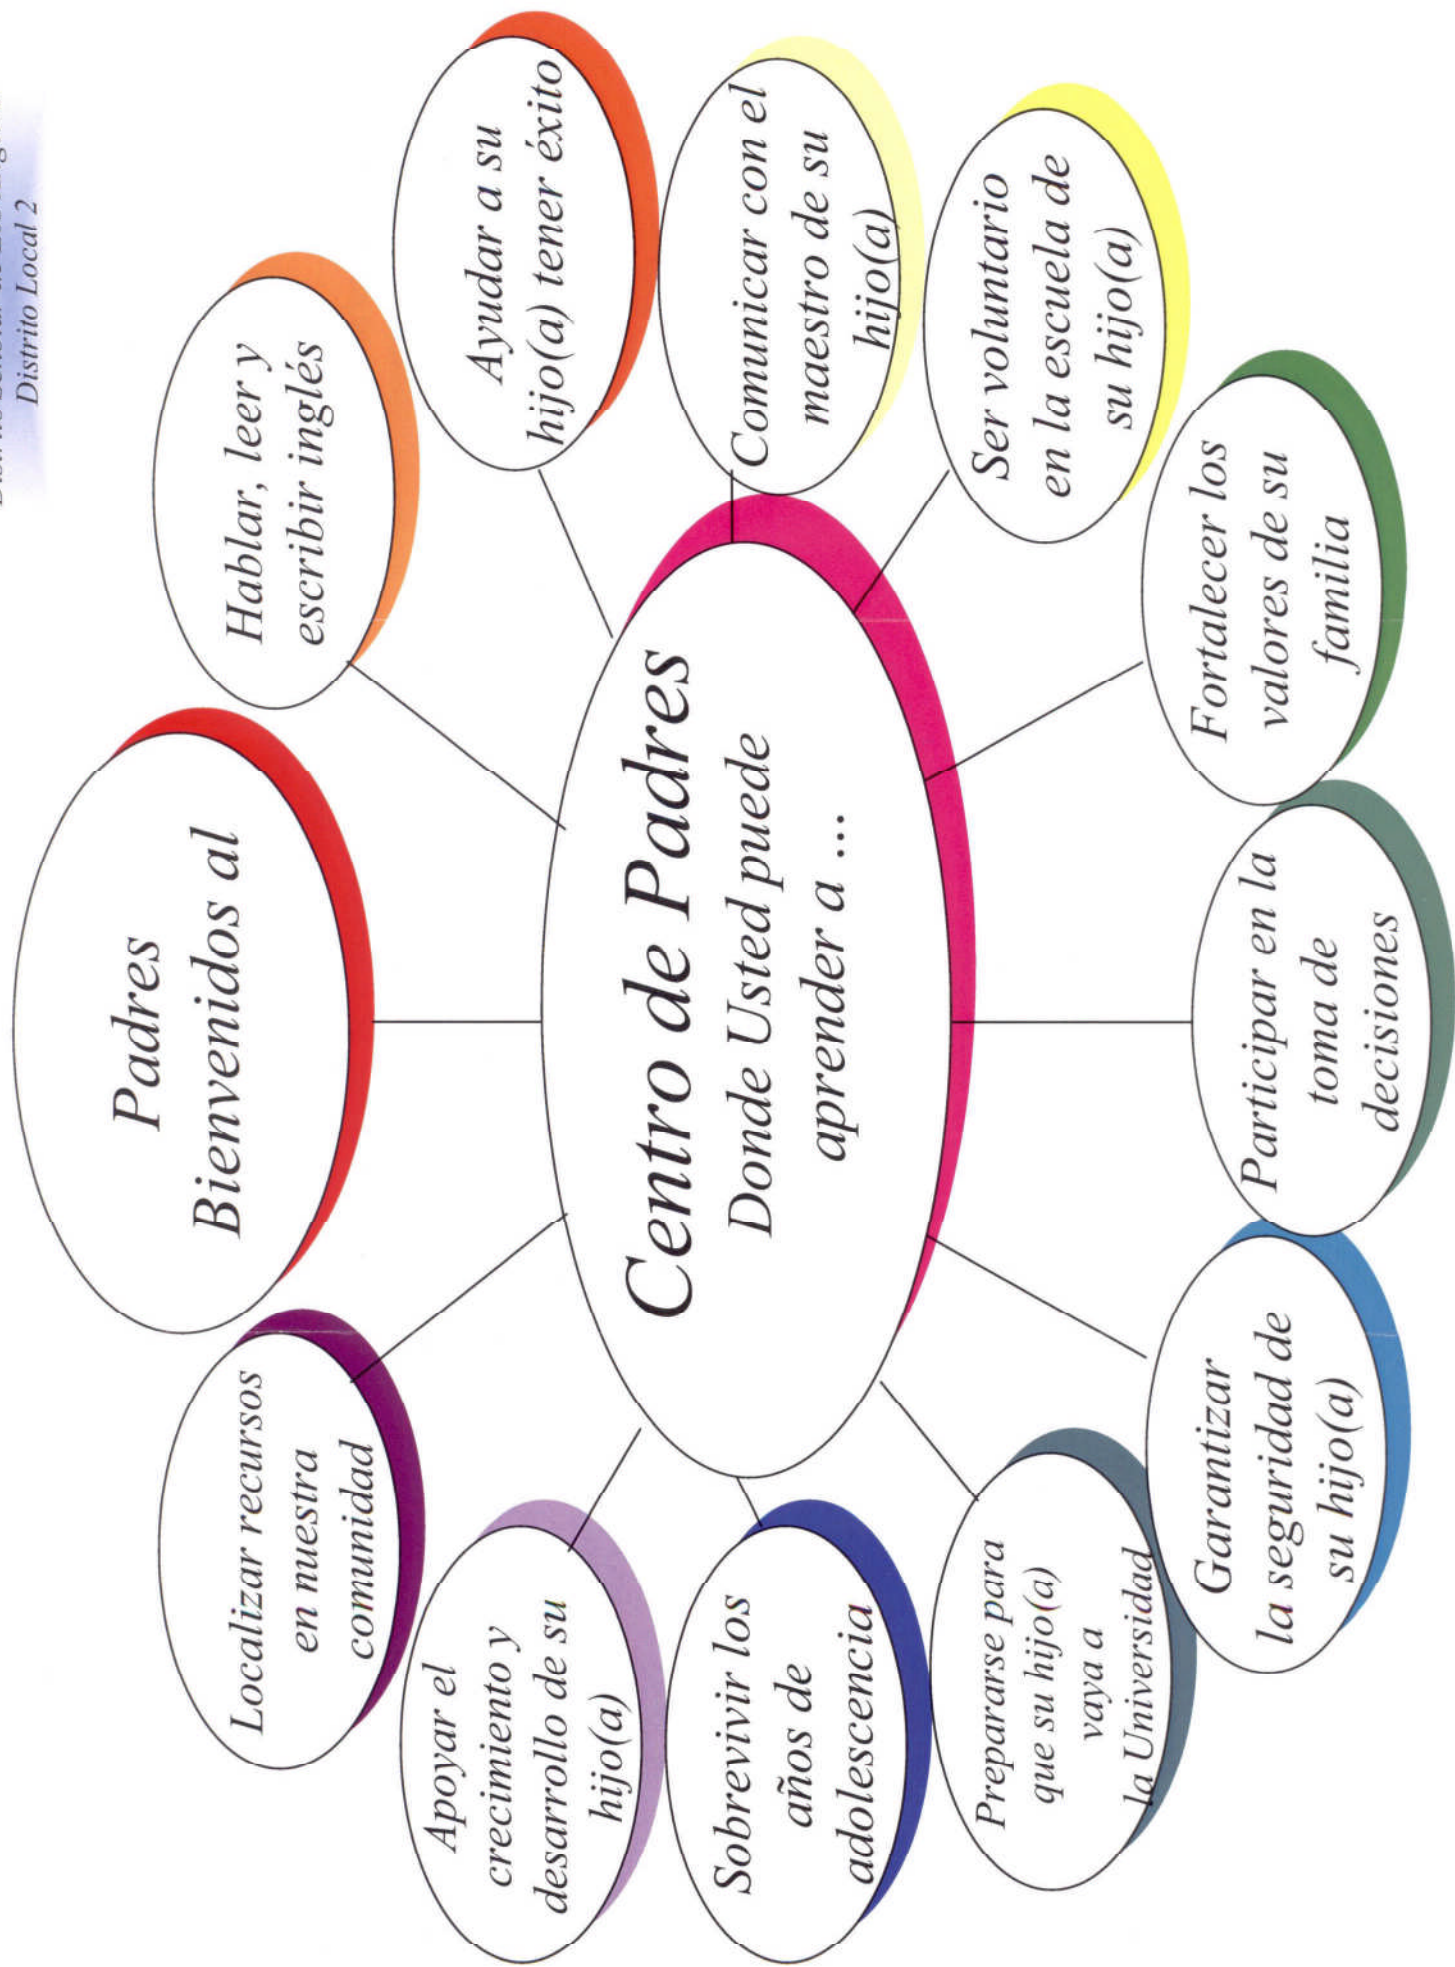 Distrito Local 2
Padres
Bienvenidos al
Hablar, leer y
escribir inglés
Ayudar a su
hijo(a) tener éxito
Comunicar con el
maestro de su
hijo(a)
Ser voluntario
en la escuela de
su hijo(a)
Fortalecer los
valores de su
familia
Participar en la
toma de
decisiones
Garantizar
la seguridad de
su hijo(a)
Prepararse para
que su hijo(a)
vaya a
la Universidad
Sobrevivir los
años de
adolescencia
Apoyar el
crecimiento y
desarrollo de su
hijo(a)
Localizar recursos
en nuestra
comunidad
Centro de Padres
Donde Usted puede
aprender a ...